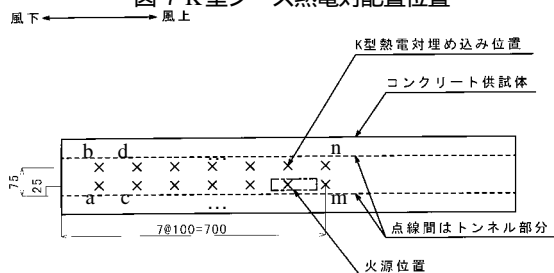 図-7 K型シース熱電対配置位置
風下 風上
K型熱電対埋め込み位置
コンクリート供試体
b d … n
75
25
a c … m
7@100=700
点線間はトンネル部分
火源位置